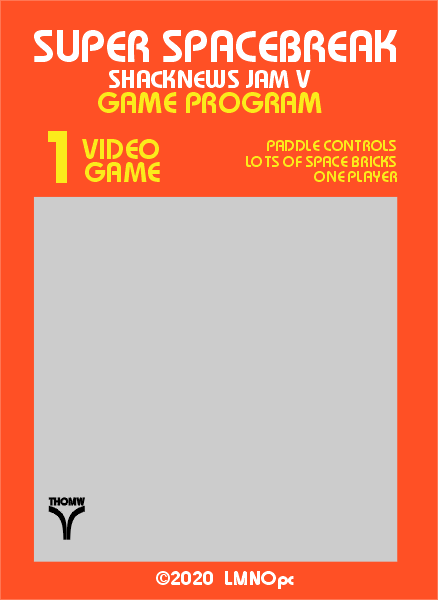 SUPER SPACEBREAK
SHACKNEWS JAM V
GAME PROGRAM
1 VIDEO
GAME
PADDLE CONTROLS
LOTS OF SPACE BRICKS
ONE PLAYER
THOMW
©2020 LMNOpc